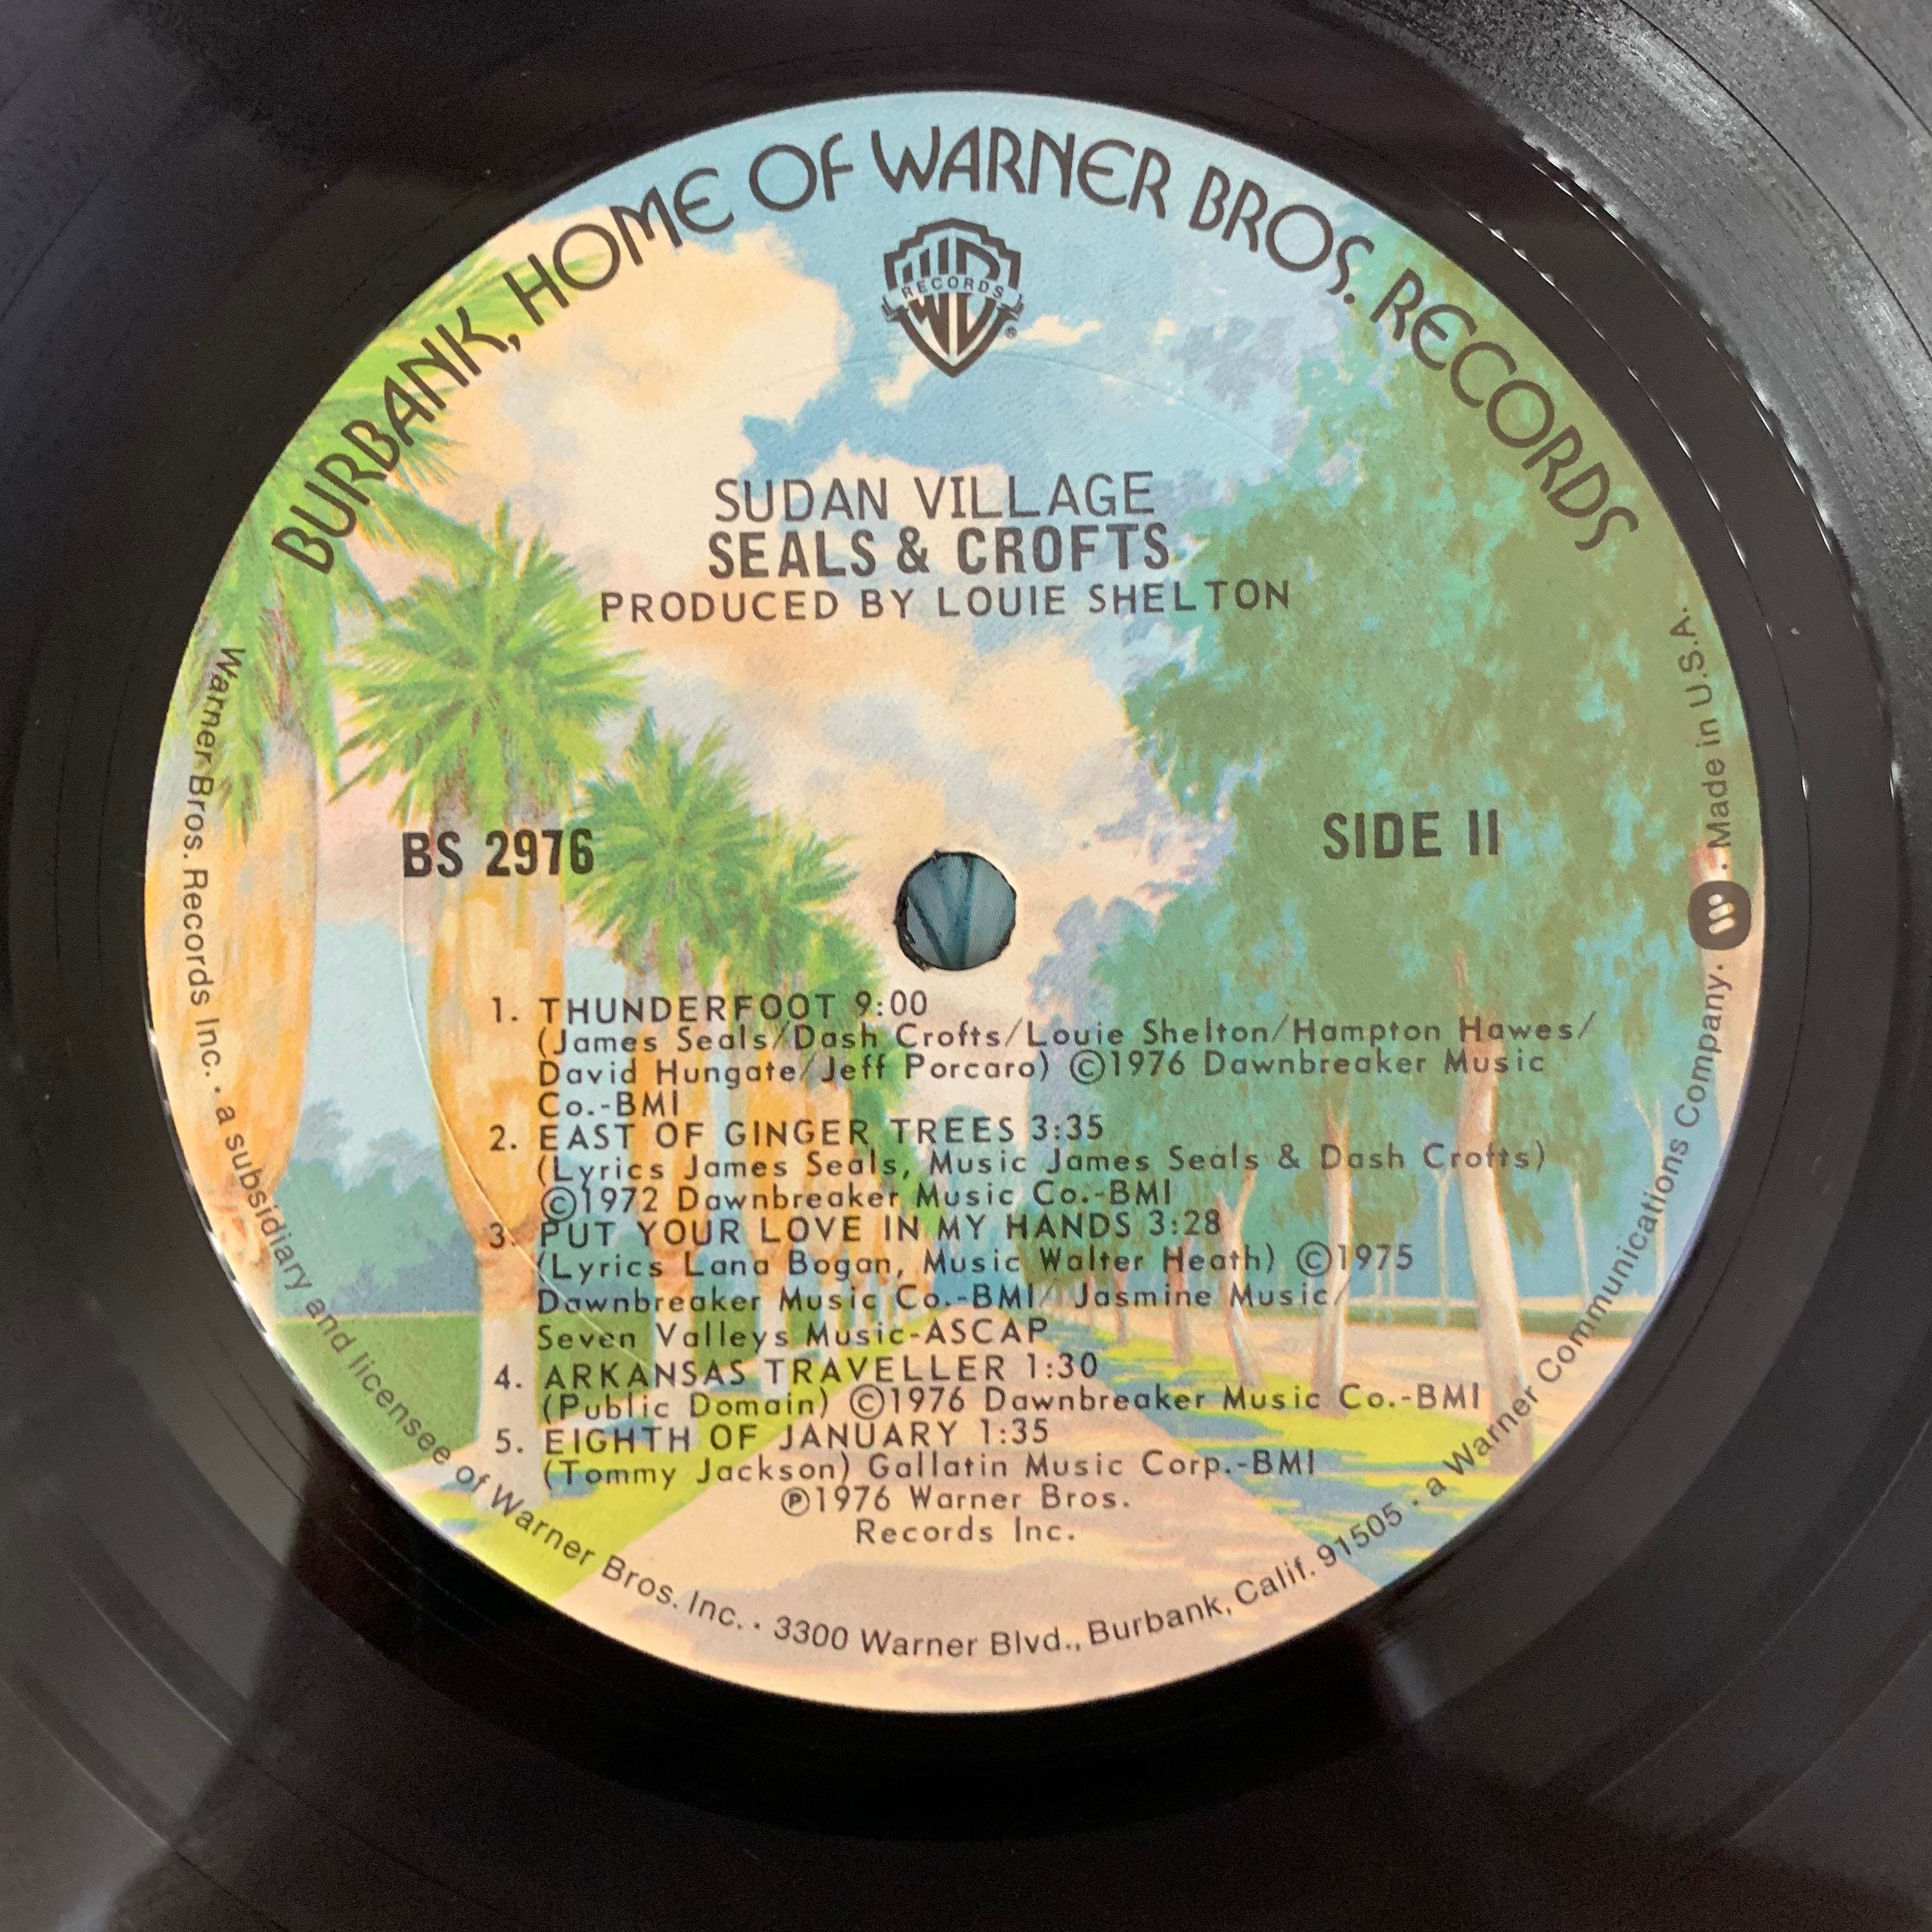 BURBANK, HOME OF WARNER BROS. RECORDS
RECORDS
®
SUDAN VILLAGE
SEALS & CROFTS
PRODUCED BY LOUIE SHELTON
BS 2976
SIDE II
1. THUNDERFOOT 9:00
(James Seals/Dash Crofts/Louie Shelton/Hampton Hawes/
David Hungate/Jeff Porcaro) ©1976 Dawnbreaker Music
Co.-BMI
2. EAST OF GINGER TREES 3:35
(Lyrics James Seals, Music James Seals & Dash Crofts)
©1972 Dawnbreaker Music Co.-BMI
3. PUT YOUR LOVE IN MY HANDS 3:28
(Lyrics Lana Bogan, Music Walter Heath) ©1975
Dawnbreaker Music Co.-BMI/ Jasmine Music/
Seven Valleys Music-ASCAP
4. ARKANSAS TRAVELLER 1:30
(Public Domain) ©1976 Dawnbreaker Music Co.-BMI
5. EIGHTH OF JANUARY 1:35
(Tommy Jackson) Gallatin Music Corp.-BMI
℗1976 Warner Bros.
Records Inc.
Warner Bros. Records Inc. · a subsidiary and licensee of Warner Bros. Inc. · 3300 Warner Blvd., Burbank, Calif. 91505 · a Warner Communications Company. · Made in U.S.A.